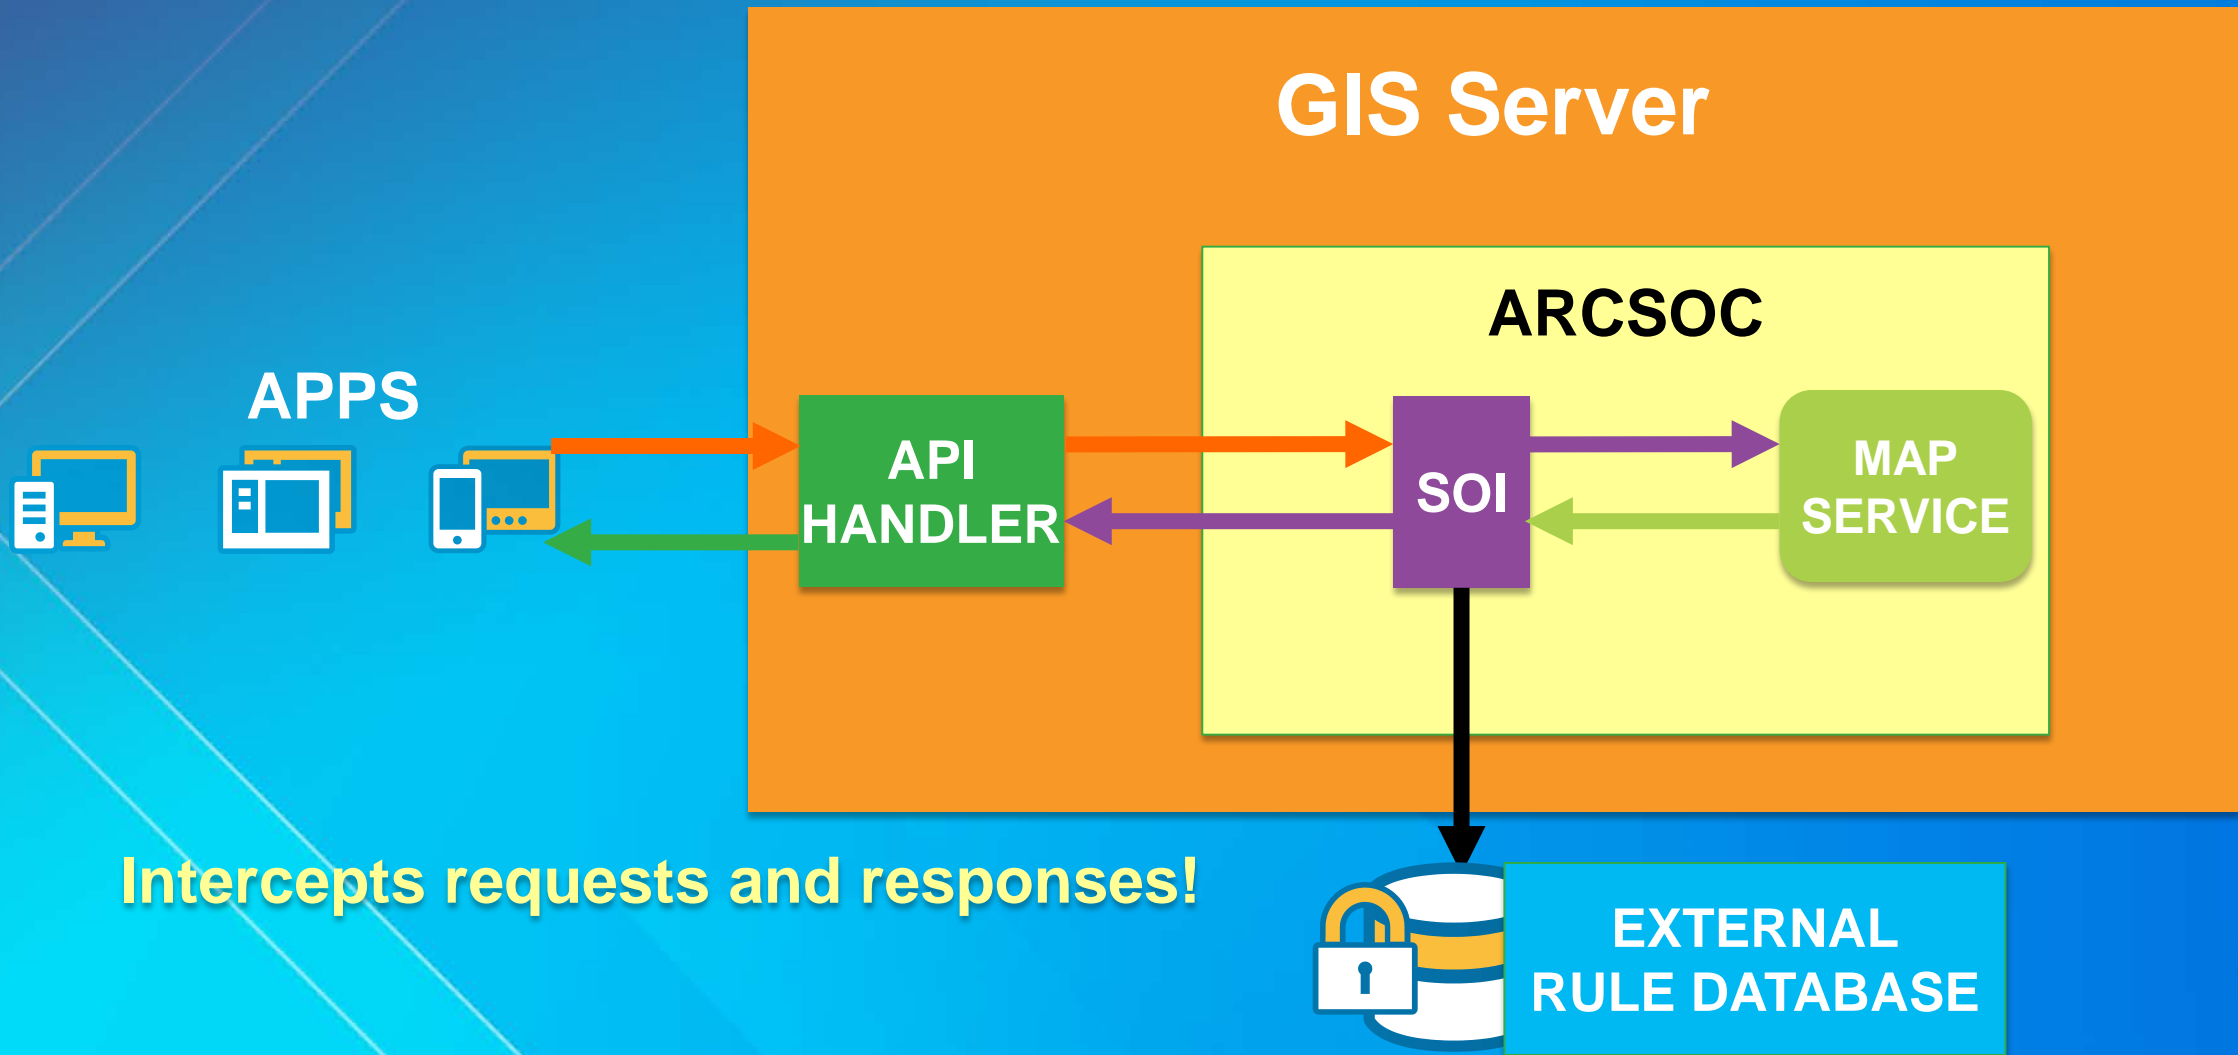 GIS Server
ARCSOC
APPS
API
HANDLER
SOI
MAP
SERVICE
Intercepts requests and responses!
EXTERNAL
RULE DATABASE